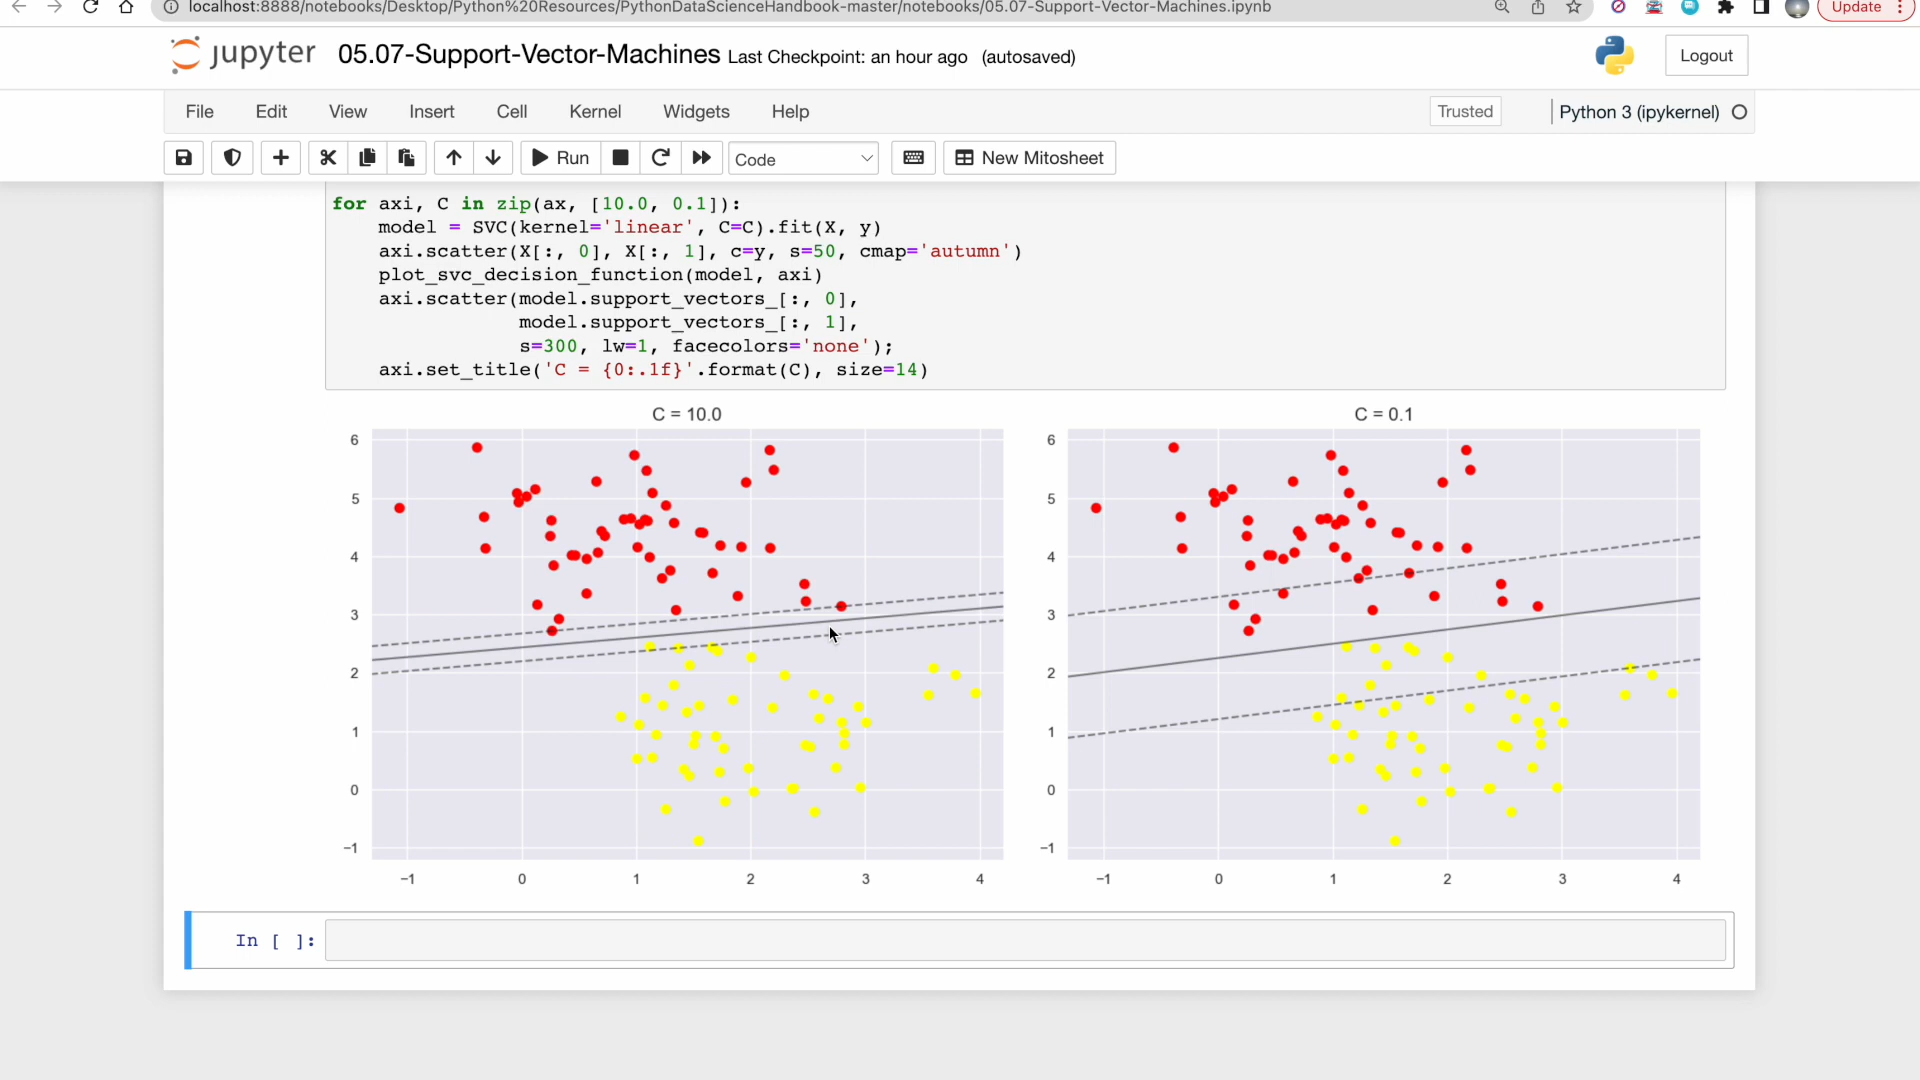 localhost:8888/notebooks/Desktop/Python%20Resources/PythonDataScienceHandbook-master/notebooks/05.07-Support-Vector-Machines.ipynb
Update
jupyter 05.07-Support-Vector-Machines Last Checkpoint: an hour ago (autosaved)
Logout
File Edit View Insert Cell Kernel Widgets Help
Trusted
Python 3 (ipykernel)
Run
Code
New Mitosheet
for axi, C in zip(ax, [10.0, 0.1]):
model = SVC(kernel='linear', C=C).fit(X, y)
axi.scatter(X[:, 0], X[:, 1], c=y, s=50, cmap='autumn')
plot_svc_decision_function(model, axi)
axi.scatter(model.support_vectors_[:, 0],
model.support_vectors_[:, 1],
s=300, lw=1, facecolors='none');
axi.set_title('C = {0:.1f}'.format(C), size=14)
C = 10.0
6
5
4
3
2
1
0
−1
−1 0 1 2 3 4
C = 0.1
6
5
4
3
2
1
0
−1
−1 0 1 2 3 4
In [ ]: